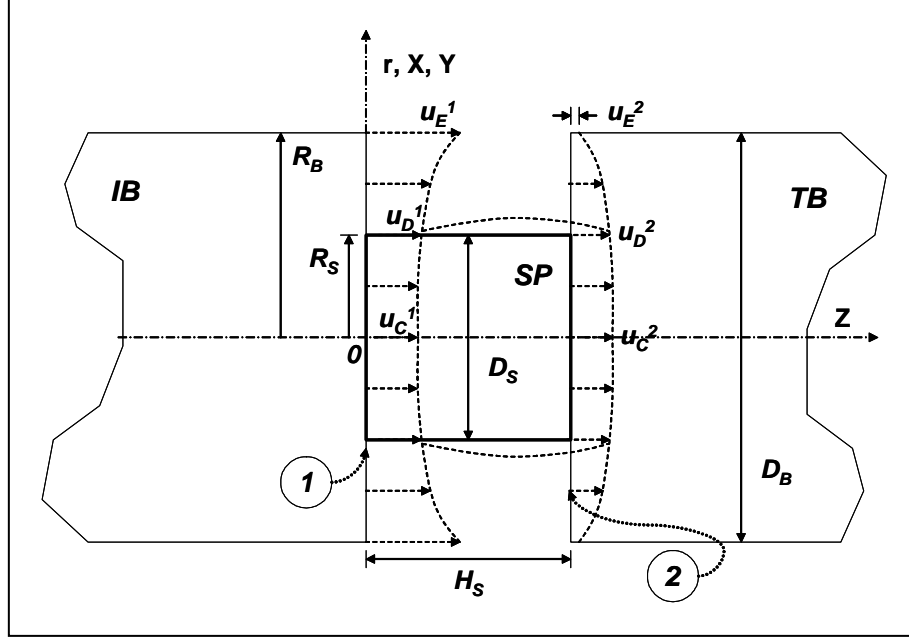 r, X, Y
u_E^1
u_E^2
R_B
IB
TB
u_D^1
u_D^2
R_S
SP
u_C^1
u_C^2
Z
0
D_S
D_B
1
2
H_S